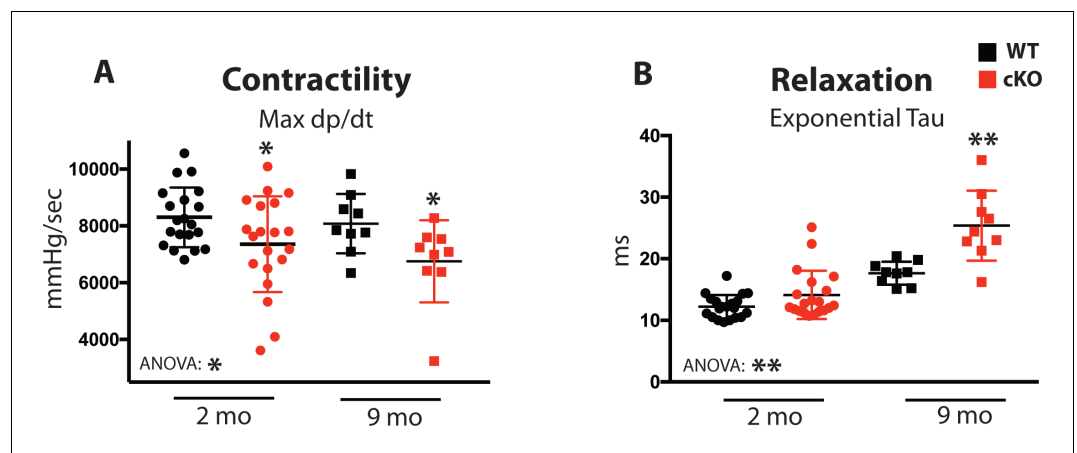 A
Contractility
Max dp/dt
mmHg/sec
10000
8000
6000
4000
*
*
ANOVA: *
2 mo
9 mo
B
Relaxation
Exponential Tau
WT
cKO
ms
40
30
20
10
0
**
ANOVA: **
2 mo
9 mo